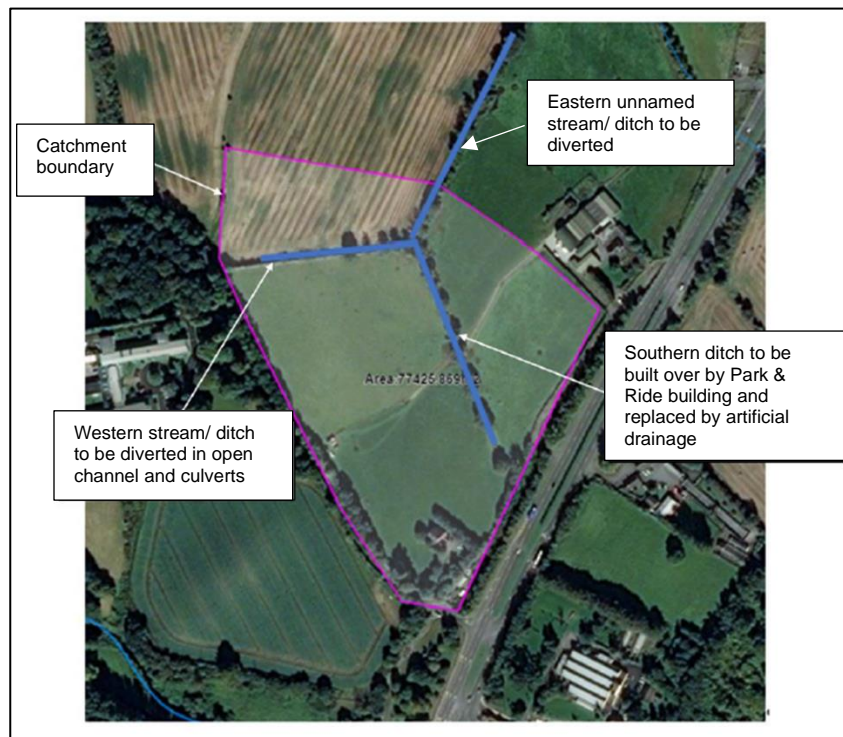 Eastern unnamed
stream/ ditch to be
diverted
Catchment
boundary
Southern ditch to be
built over by Park &
Ride building and
replaced by artificial
drainage
Western stream/ ditch
to be diverted in open
channel and culverts